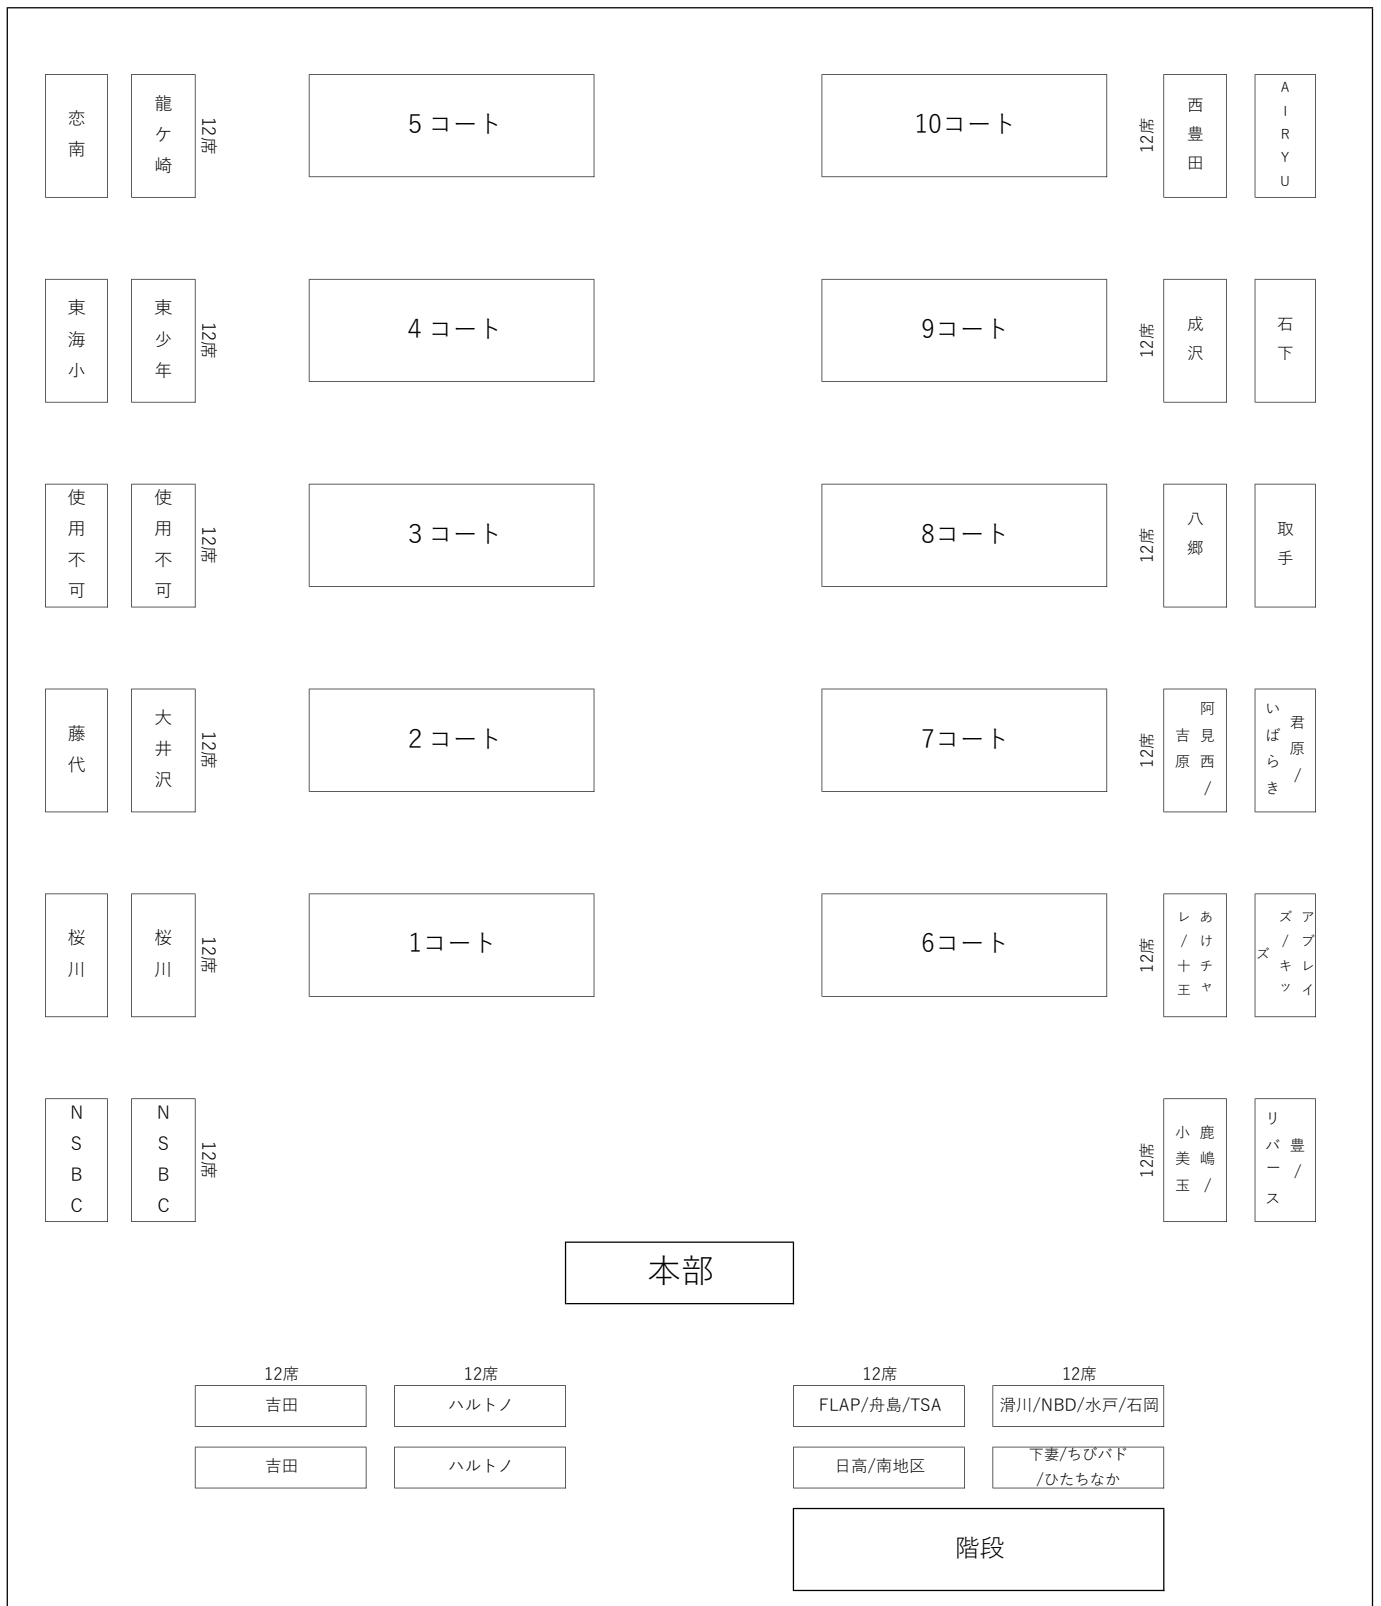 恋南
龍ケ崎
12席
5 コート
10コート
12席
西豊田
AIRYU
東海小
東少年
12席
4 コート
9コート
12席
成沢
石下
使用不可
使用不可
12席
3 コート
8コート
12席
八郷
取手
藤代
大井沢
12席
2 コート
7コート
12席
阿見西/
吉原
君原/
いばらき
桜川
桜川
12席
1コート
6コート
12席
あけチャ
レ/十王
アブレイ
ズ/キッ
ズ
NSBC
NSBC
12席
12席
鹿嶋/
小美玉
豊/
リバース
本部
12席
12席
12席
12席
吉田
ハルトノ
FLAP/舟島/TSA
滑川/NBD/水戸/石岡
吉田
ハルトノ
日高/南地区
下妻/ちびバド
/ひたちなか
階段